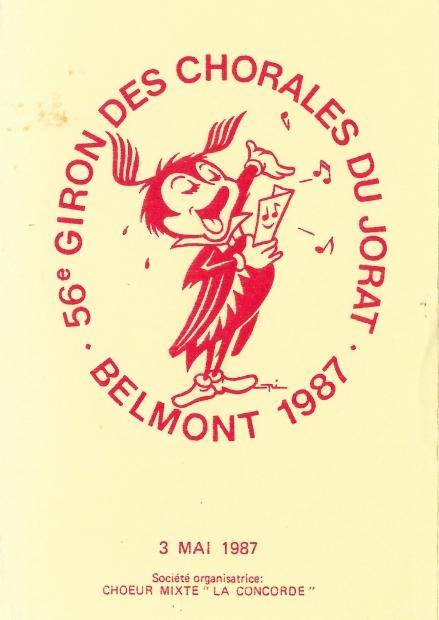 56e GIRON DES CHORALES DU JORAT
· BELMONT 1987 ·
3 MAI 1987
Société organisatrice:
CHOEUR MIXTE " LA CONCORDE "